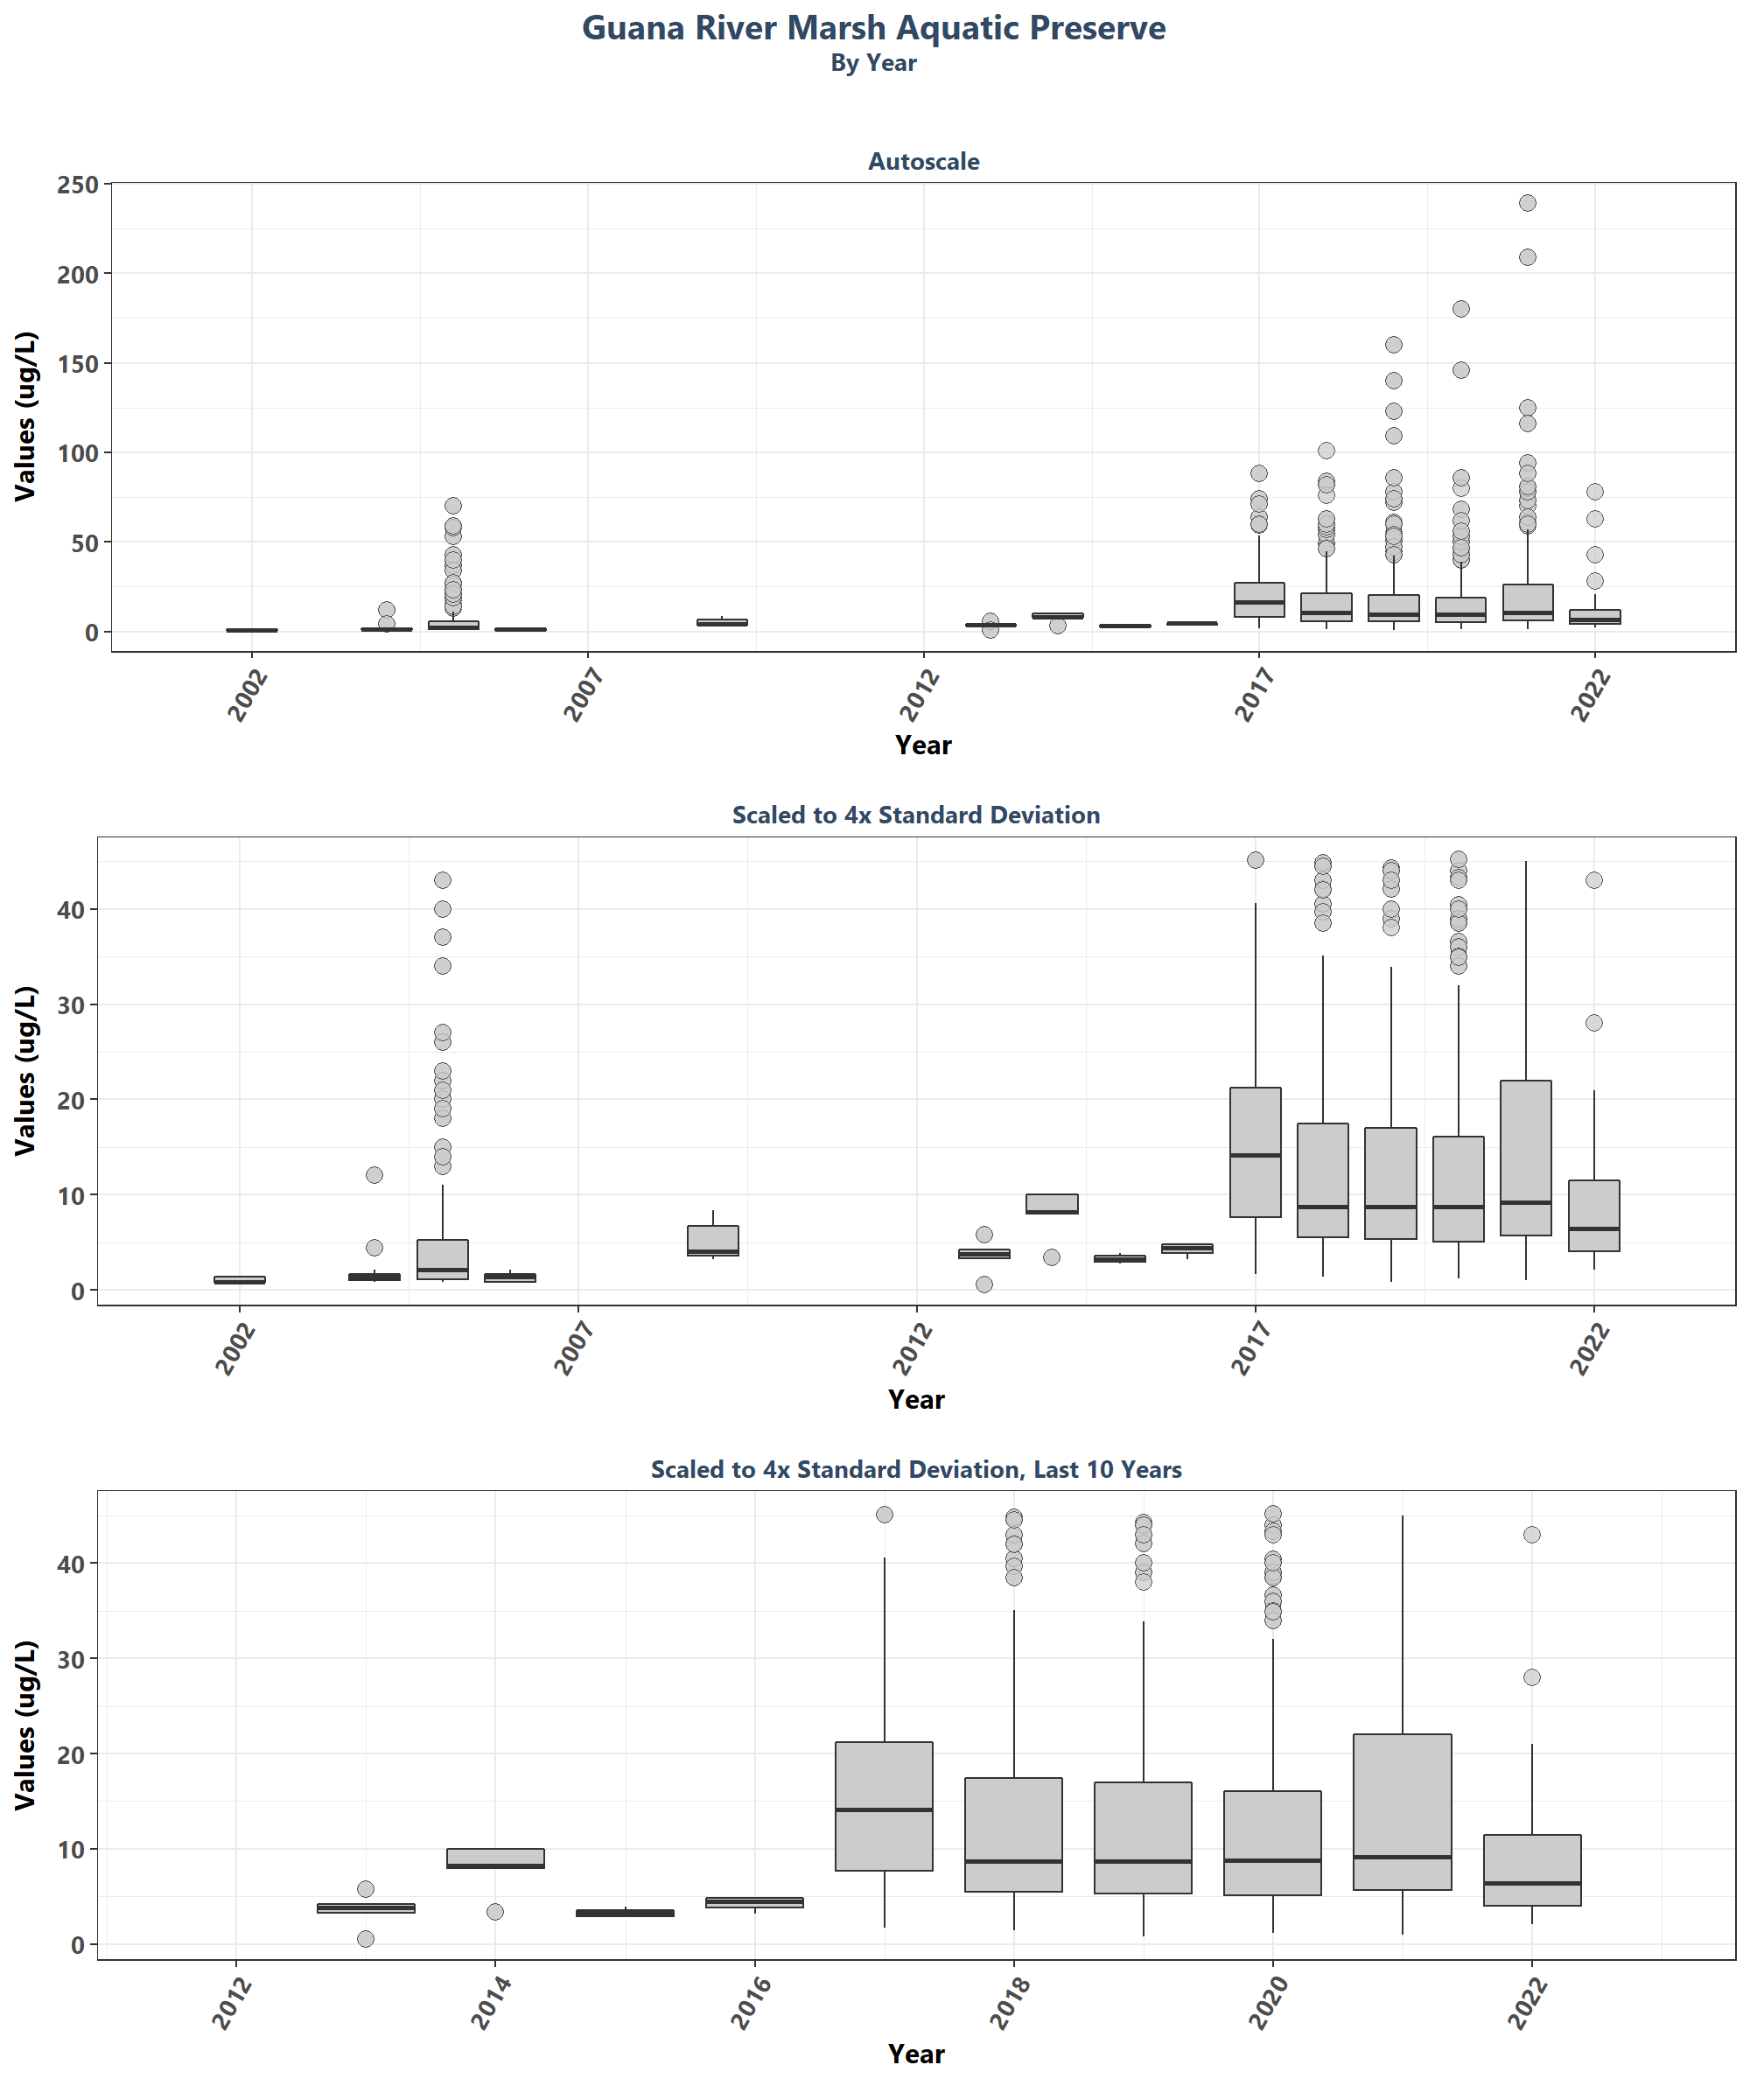 Guana River Marsh Aquatic Preserve
By Year
Autoscale
250
200
150
100
50
0
Values (ug/L)
2002
2007
2012
2017
2022
Year
Scaled to 4x Standard Deviation
40
30
20
10
0
Values (ug/L)
2002
2007
2012
2017
2022
Year
Scaled to 4x Standard Deviation, Last 10 Years
40
30
20
10
0
Values (ug/L)
2012
2014
2016
2018
2020
2022
Year